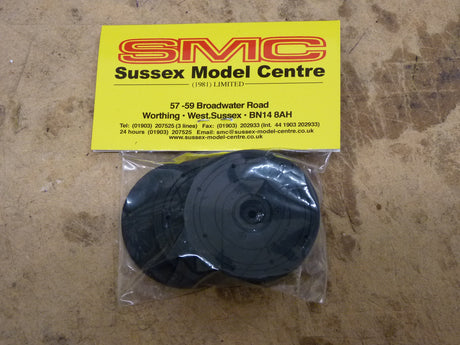 SMC
Sussex Model Centre
(1981) LIMITED
57 -59 Broadwater Road
Worthing • West.Sussex • BN14 8AH
Tel: (01903) 207525 (3 lines) Fax: (01903) 202933 (Int. 44 1903 202933)
24 hours (01903) 207525 Email: smc@sussex-model-centre.co.uk
www.sussex-model-centre.co.uk